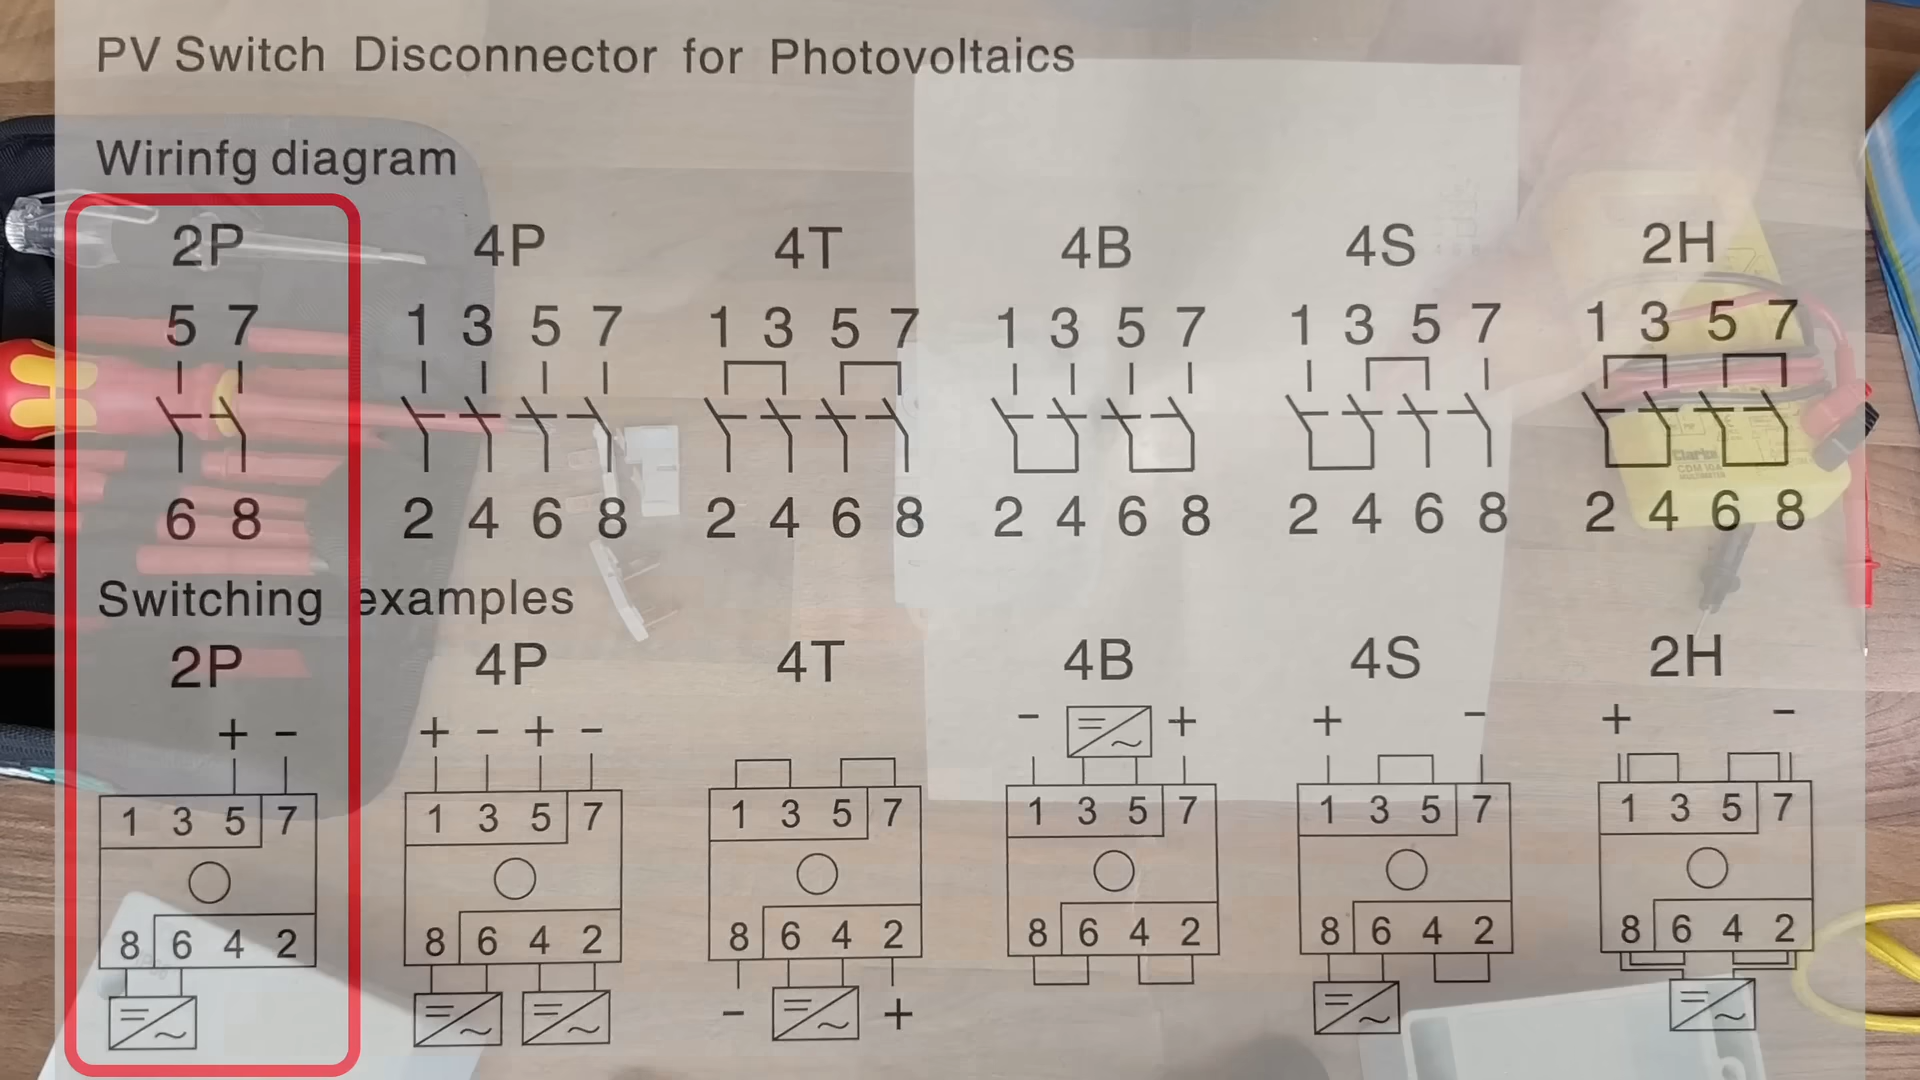 PV Switch Disconnector for Photovoltaics
Wirinfg diagram
2P 4P 4T 4B 4S 2H
5 7 1 3 5 7 1 3 5 7 1 3 5 7 1 3 5 7 1 3 5 7
6 8 2 4 6 8 2 4 6 8 2 4 6 8 2 4 6 8 2 4 6 8
Clarke
CDM 10A
MULTIMETER
Switching examples
2P 4P 4T 4B 4S 2H
+ - + - + - - = ~ + + - + -
1 3 5 7 1 3 5 7 1 3 5 7 1 3 5 7 1 3 5 7 1 3 5 7
8 6 4 2 8 6 4 2 8 6 4 2 8 6 4 2 8 6 4 2 8 6 4 2
= ~ = ~ = ~ - = ~ + = ~ = ~